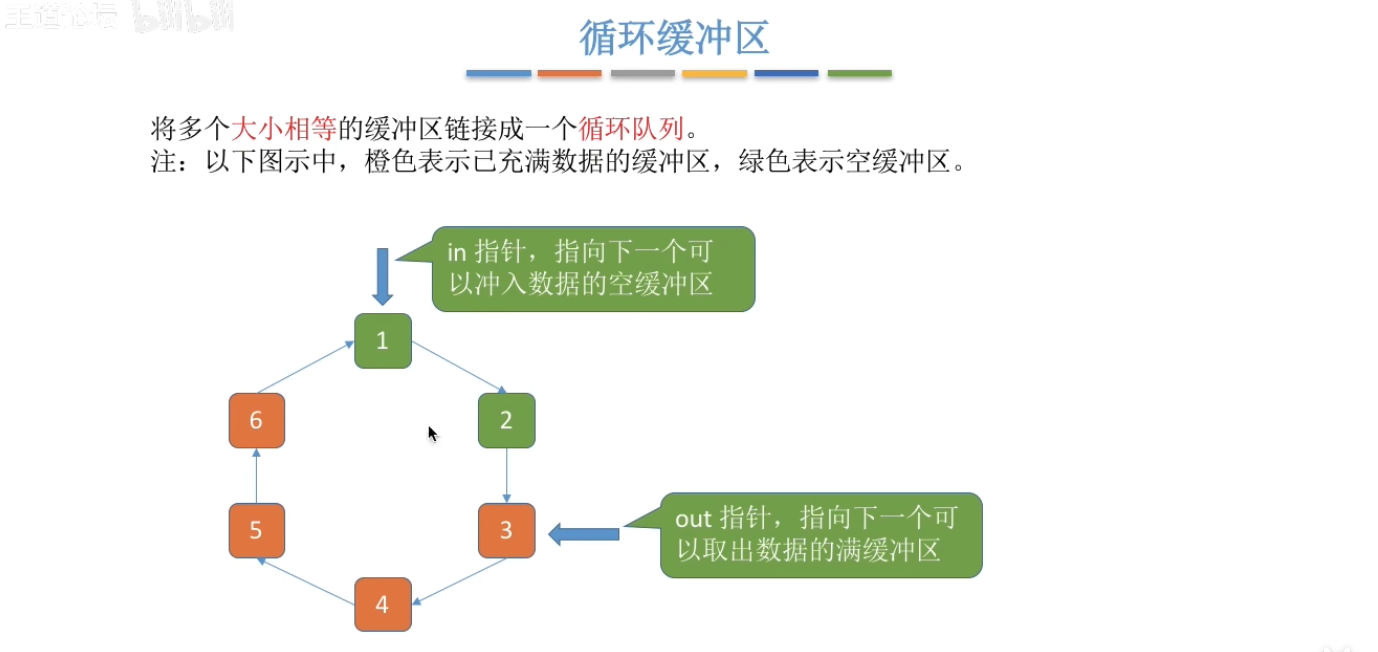 王道论坛 bilibili
循环缓冲区
将多个大小相等的缓冲区链接成一个循环队列。
注：以下图示中，橙色表示已充满数据的缓冲区，绿色表示空缓冲区。
in 指针，指向下一个可
以冲入数据的空缓冲区
1
6
2
5
3
out 指针，指向下一个可
以取出数据的满缓冲区
4